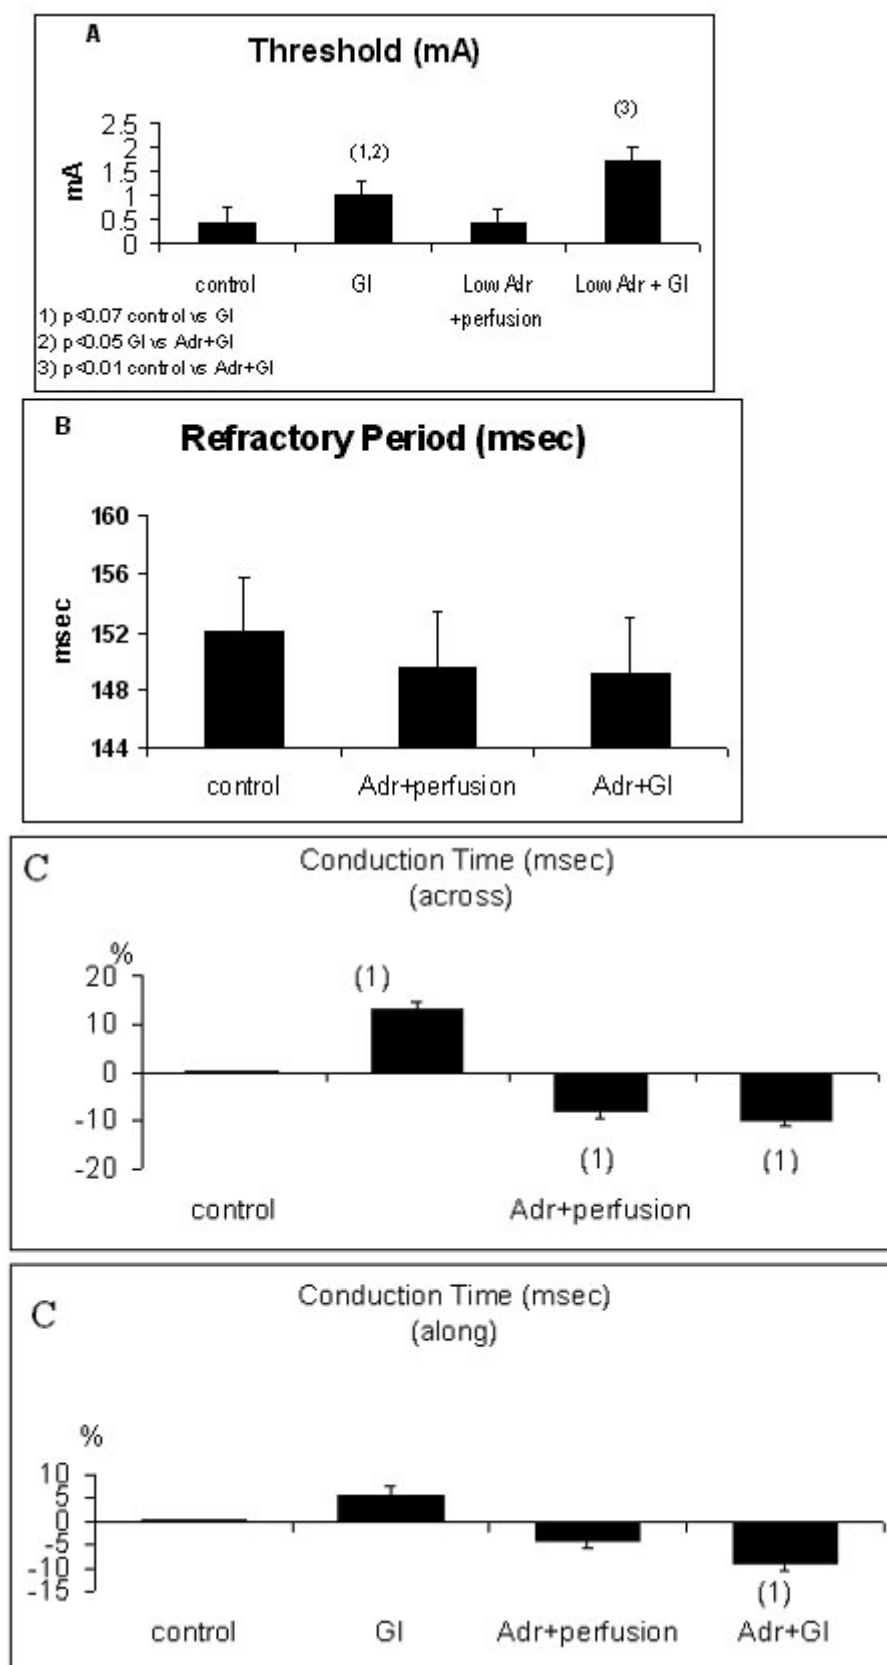 A
Threshold (mA)
(3)
(1,2)
2.5
2
1.5
1
0.5
0
mA
control GI Low Adr Low Adr + GI
+perfusion
1) p<0.07 control vs GI
2) p<0.05 GI vs Adr+GI
3) p<0.01 control vs Adr+GI
B
Refractory Period (msec)
160
156
152
148
144
msec
control Adr+perfusion Adr+GI
C
Conduction Time (msec)
(across)
%
20
10
0
-10
-20
(1)
(1) (1)
control Adr+perfusion
C
Conduction Time (msec)
(along)
%
10
5
0
-5
-10
-15
(1)
control GI Adr+perfusion Adr+GI